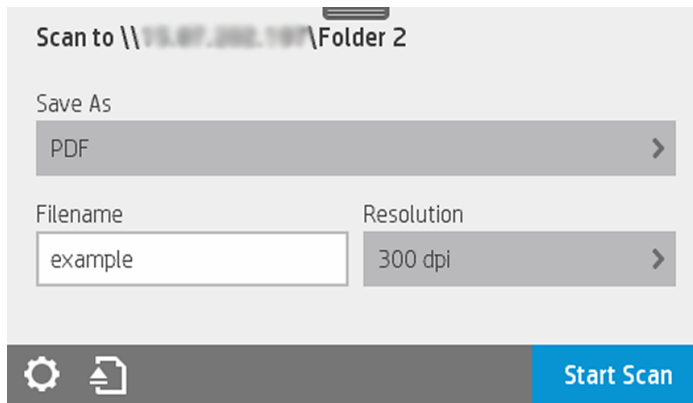 Scan to \\ \Folder 2
Save As
PDF
Filename
Resolution
example
300 dpi
Start Scan